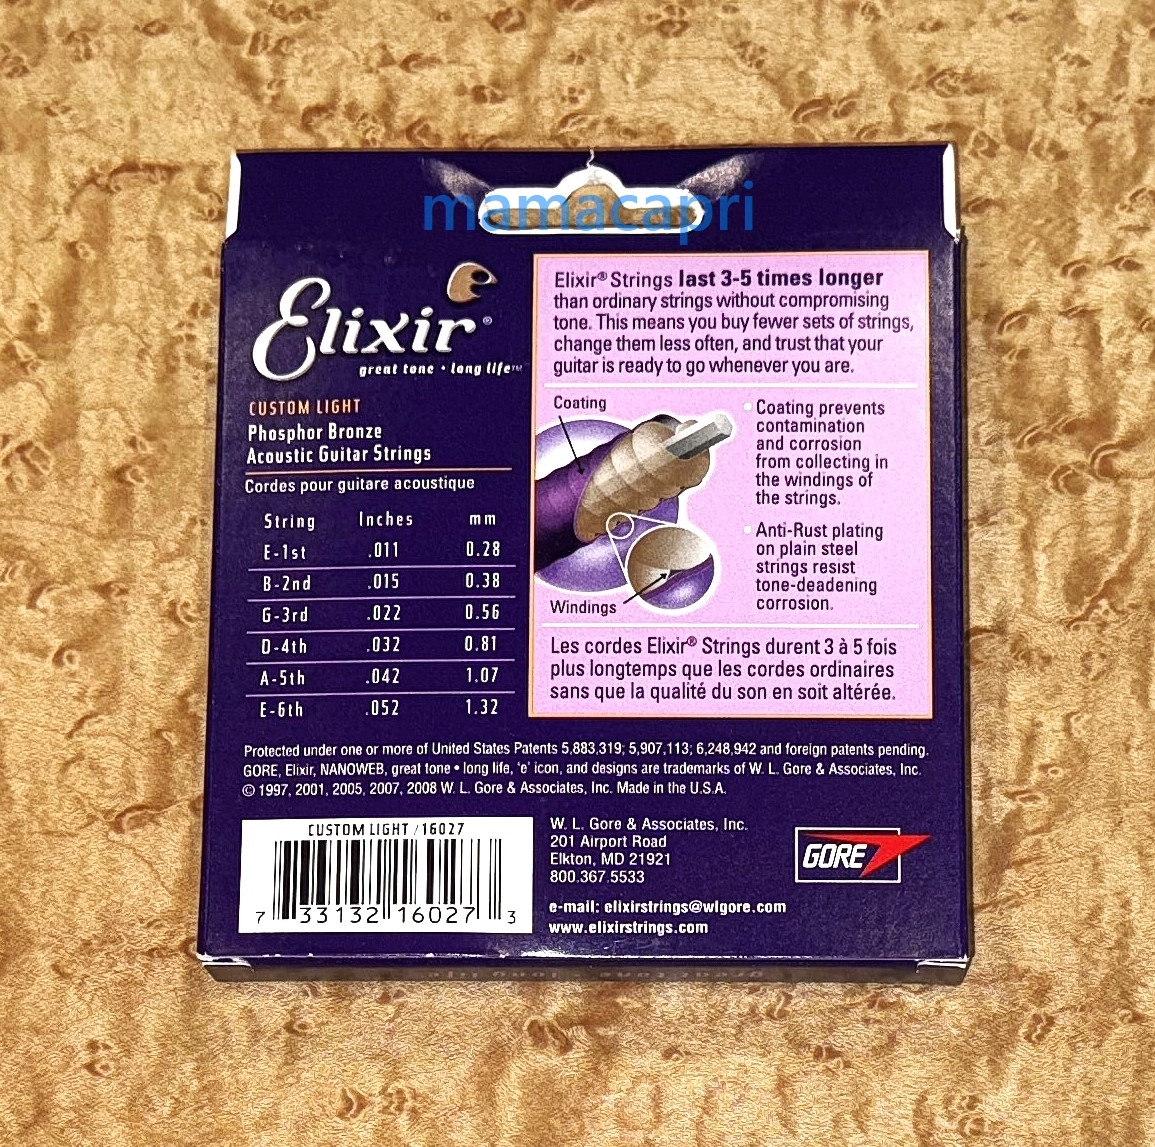 mamacapri
Elixir®
great tone • long life™
CUSTOM LIGHT
Phosphor Bronze
Acoustic Guitar Strings
Cordes pour guitare acoustique
String Inches mm
E-1st .011 0.28
B-2nd .015 0.38
G-3rd .022 0.56
D-4th .032 0.81
A-5th .042 1.07
E-6th .052 1.32
Elixir® Strings last 3-5 times longer
than ordinary strings without compromising
tone. This means you buy fewer sets of strings,
change them less often, and trust that your
guitar is ready to go whenever you are.
Coating
Windings
• Coating prevents
contamination
and corrosion
from collecting in
the windings of
the strings.
• Anti-Rust plating
on plain steel
strings resist
tone-deadening
corrosion.
Les cordes Elixir® Strings durent 3 à 5 fois
plus longtemps que les cordes ordinaires
sans que la qualité du son en soit altérée.
Protected under one or more of United States Patents 5,883,319; 5,907,113; 6,248,942 and foreign patents pending.
GORE, Elixir, NANOWEB, great tone • long life, 'e' icon, and designs are trademarks of W. L. Gore & Associates, Inc.
© 1997, 2001, 2005, 2007, 2008 W. L. Gore & Associates, Inc. Made in the U.S.A.
CUSTOM LIGHT / 16027
7 33132 16027 3
W. L. Gore & Associates, Inc.
201 Airport Road
Elkton, MD 21921
800.367.5533
e-mail: elixirstrings@wlgore.com
www.elixirstrings.com
GORE
great tone • long life